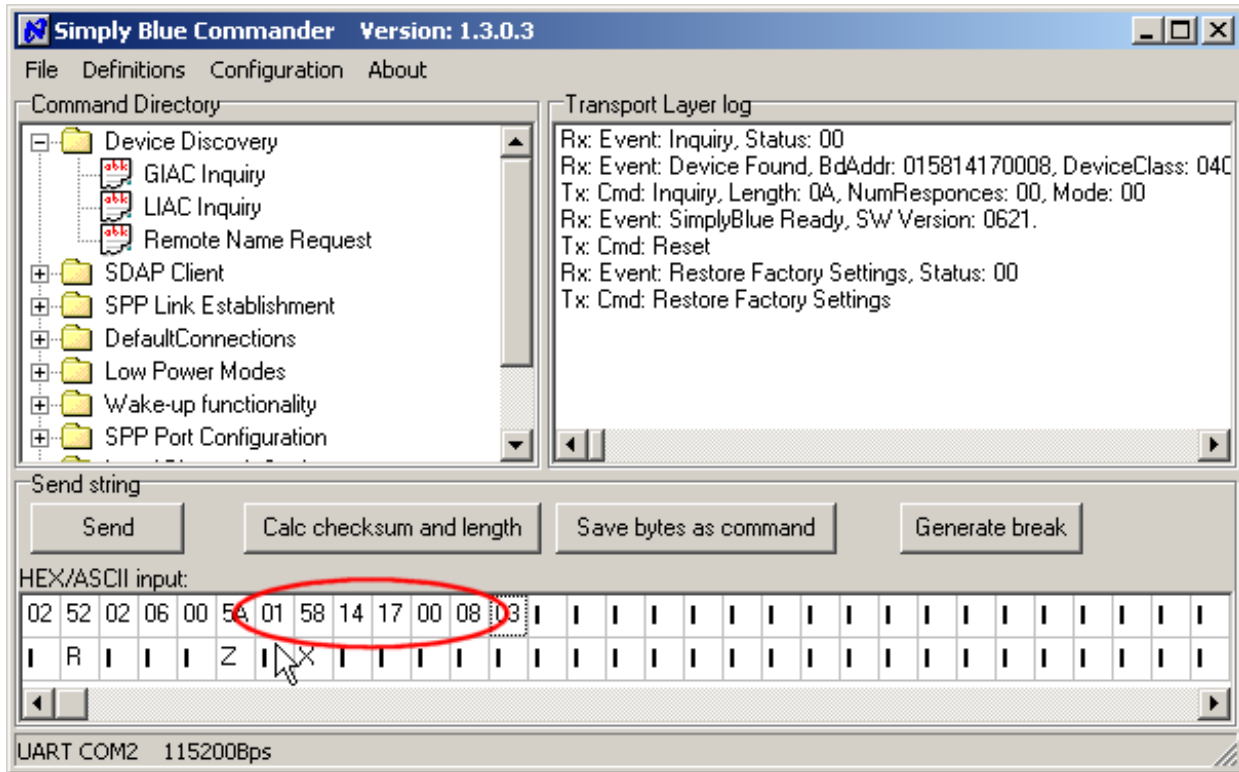 Simply Blue Commander Version: 1.3.0.3
File Definitions Configuration About
Command Directory
Device Discovery
GIAC Inquiry
LIAC Inquiry
Remote Name Request
SDAP Client
SPP Link Establishment
DefaultConnections
Low Power Modes
Wake-up functionality
SPP Port Configuration
Transport Layer log
Rx: Event: Inquiry, Status: 00
Rx: Event: Device Found, BdAddr: 015814170008, DeviceClass: 040
Tx: Cmd: Inquiry, Length: 0A, NumResponces: 00, Mode: 00
Rx: Event: SimplyBlue Ready, SW Version: 0621.
Tx: Cmd: Reset
Rx: Event: Restore Factory Settings, Status: 00
Tx: Cmd: Restore Factory Settings
Send string
Send Calc checksum and length Save bytes as command Generate break
HEX/ASCII input:
02 52 02 06 00 5A 01 58 14 17 00 08 03
R Z X
UART COM2 115200Bps